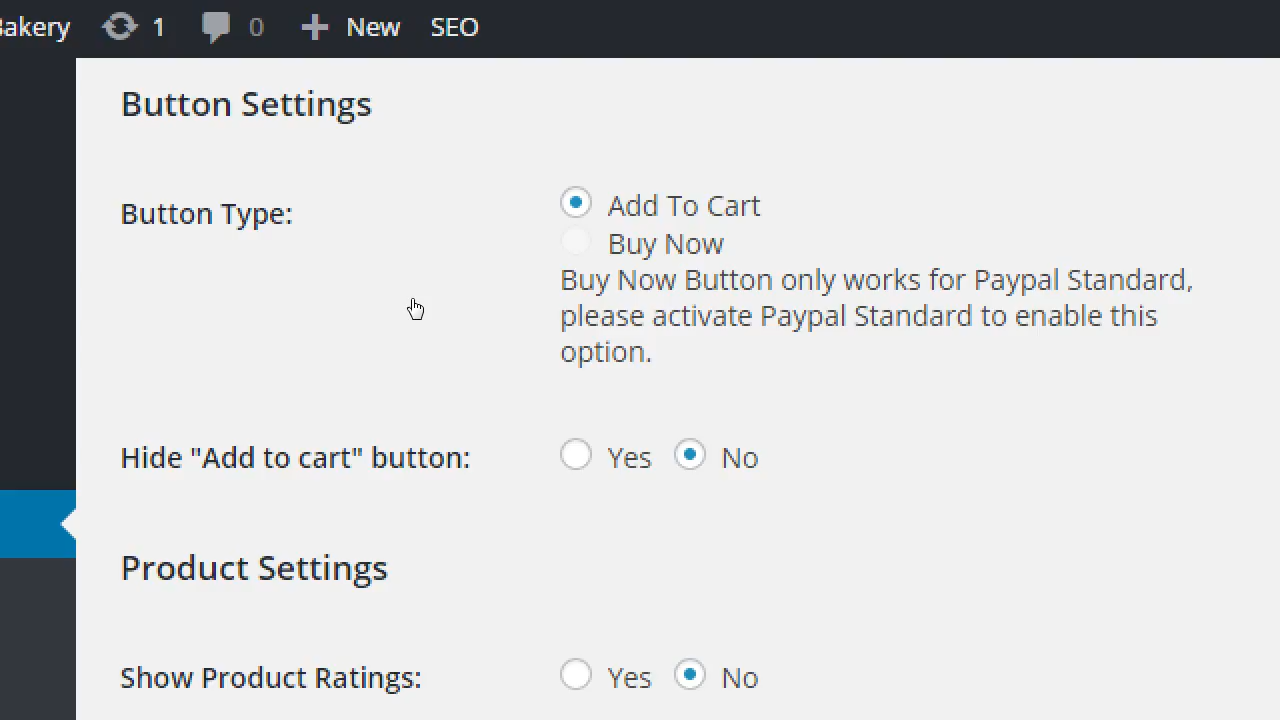 Bakery 1 0 New SEO
Button Settings
Button Type:
Add To Cart
Buy Now
Buy Now Button only works for Paypal Standard,
please activate Paypal Standard to enable this
option.
Hide "Add to cart" button: Yes No
Product Settings
Show Product Ratings: Yes No